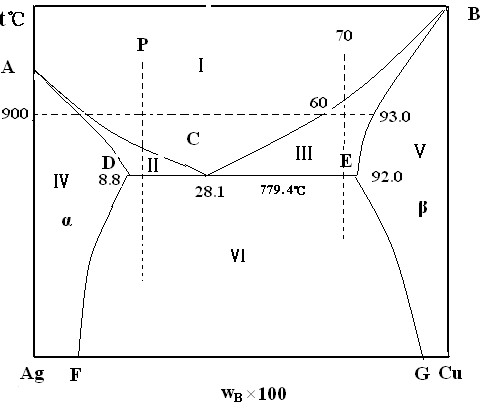 t℃
B
P
70
Ⅰ
A
60
900
93.0
C
D
Ⅱ
Ⅲ
E
Ⅴ
Ⅳ
8.8
28.1
779.4℃
92.0
α
β
Ⅵ
Ag
F
G
Cu
wB×100